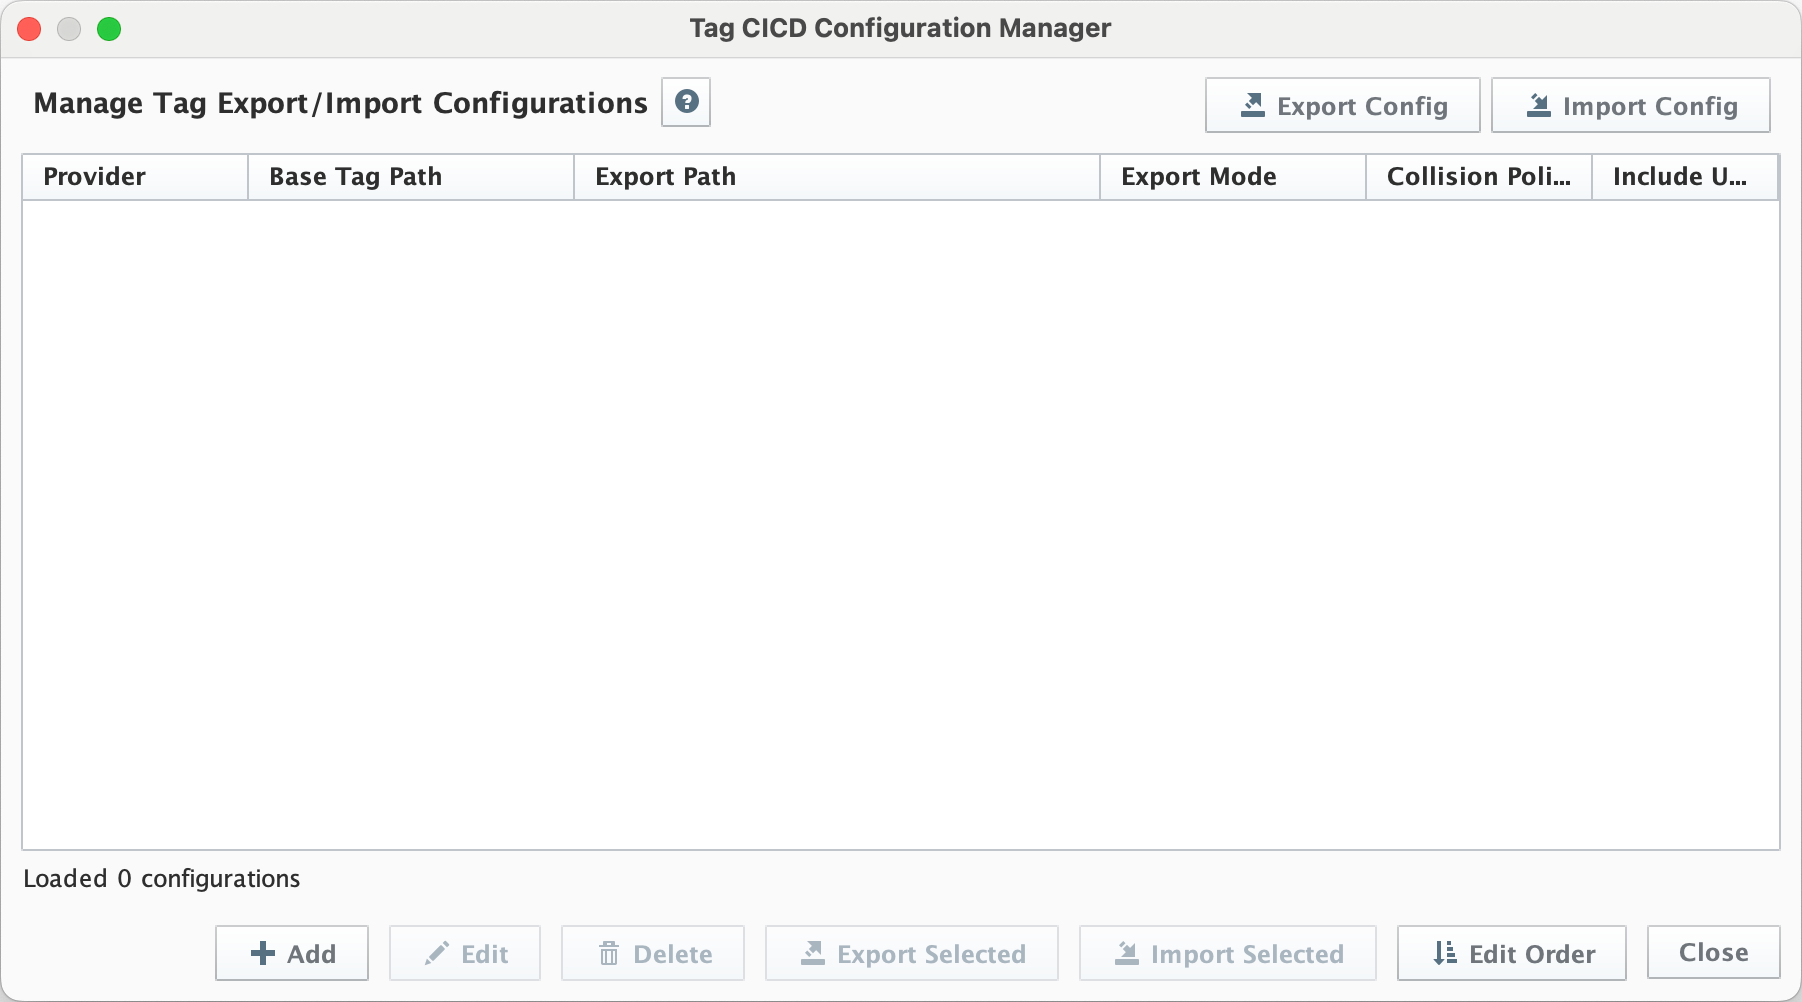 Tag CICD Configuration Manager
Manage Tag Export/Import Configurations ?
Export Config Import Config
Provider Base Tag Path Export Path Export Mode Collision Poli... Include U...
Loaded 0 configurations
Add Edit Delete Export Selected Import Selected Edit Order Close